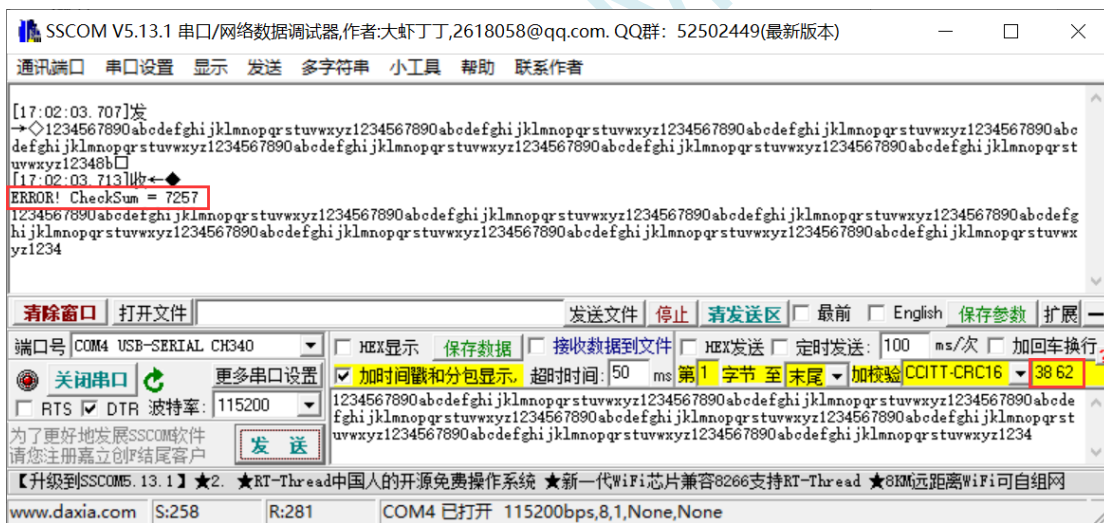 SSCOM V5.13.1 串口/网络数据调试器,作者:大虾丁丁,2618058@qq.com. QQ群：52502449(最新版本)
通讯端口 串口设置 显示 发送 多字符串 小工具 帮助 联系作者
[17:02:03.707]发
→◇1234567890abcdefghijklmnopqrstuvwxyz1234567890abcdefghijklmnopqrstuvwxyz1234567890abcdefghijklmnopqrstuvwxyz1234567890abc
defghijklmnopqrstuvwxyz1234567890abcdefghijklmnopqrstuvwxyz1234567890abcdefghijklmnopqrstuvwxyz1234567890abcdefghijklmnopqrst
uvwxyz12348b□
[17:02:03.713]收←◆
ERROR! CheckSum = 7257
1234567890abcdefghijklmnopqrstuvwxyz1234567890abcdefghijklmnopqrstuvwxyz1234567890abcdefghijklmnopqrstuvwxyz1234567890abcdefg
hijklmnopqrstuvwxyz1234567890abcdefghijklmnopqrstuvwxyz1234567890abcdefghijklmnopqrstuvwxyz1234567890abcdefghijklmnopqrstuvwx
yz1234
清除窗口 打开文件 发送文件 停止 清发送区 最前 English 保存参数 扩展 —
端口号 COM4 USB-SERIAL CH340 HEX显示 保存数据 接收数据到文件 HEX发送 定时发送: 100 ms/次 加回车换行
关闭串口 更多串口设置 加时间戳和分包显示, 超时时间: 50 ms 第 1 字节 至 末尾 加校验 CCITT-CRC16 38 62
RTS DTR 波特率: 115200
1234567890abcdefghijklmnopqrstuvwxyz1234567890abcdefghijklmnopqrstuvwxyz1234567890abcde
fghijklmnopqrstuvwxyz1234567890abcdefghijklmnopqrstuvwxyz1234567890abcdefghijklmnopqrst
uvwxyz1234567890abcdefghijklmnopqrstuvwxyz1234567890abcdefghijklmnopqrstuvwxyz1234
为了更好地发展SSCOM软件
请您注册嘉立创F结尾客户
发 送
【升级到SSCOM5.13.1】★2. ★RT-Thread中国人的开源免费操作系统 ★新一代WiFi芯片兼容8266支持RT-Thread ★8KM远距离WiFi可自组网
www.daxia.com S:258 R:281 COM4 已打开 115200bps,8,1,None,None